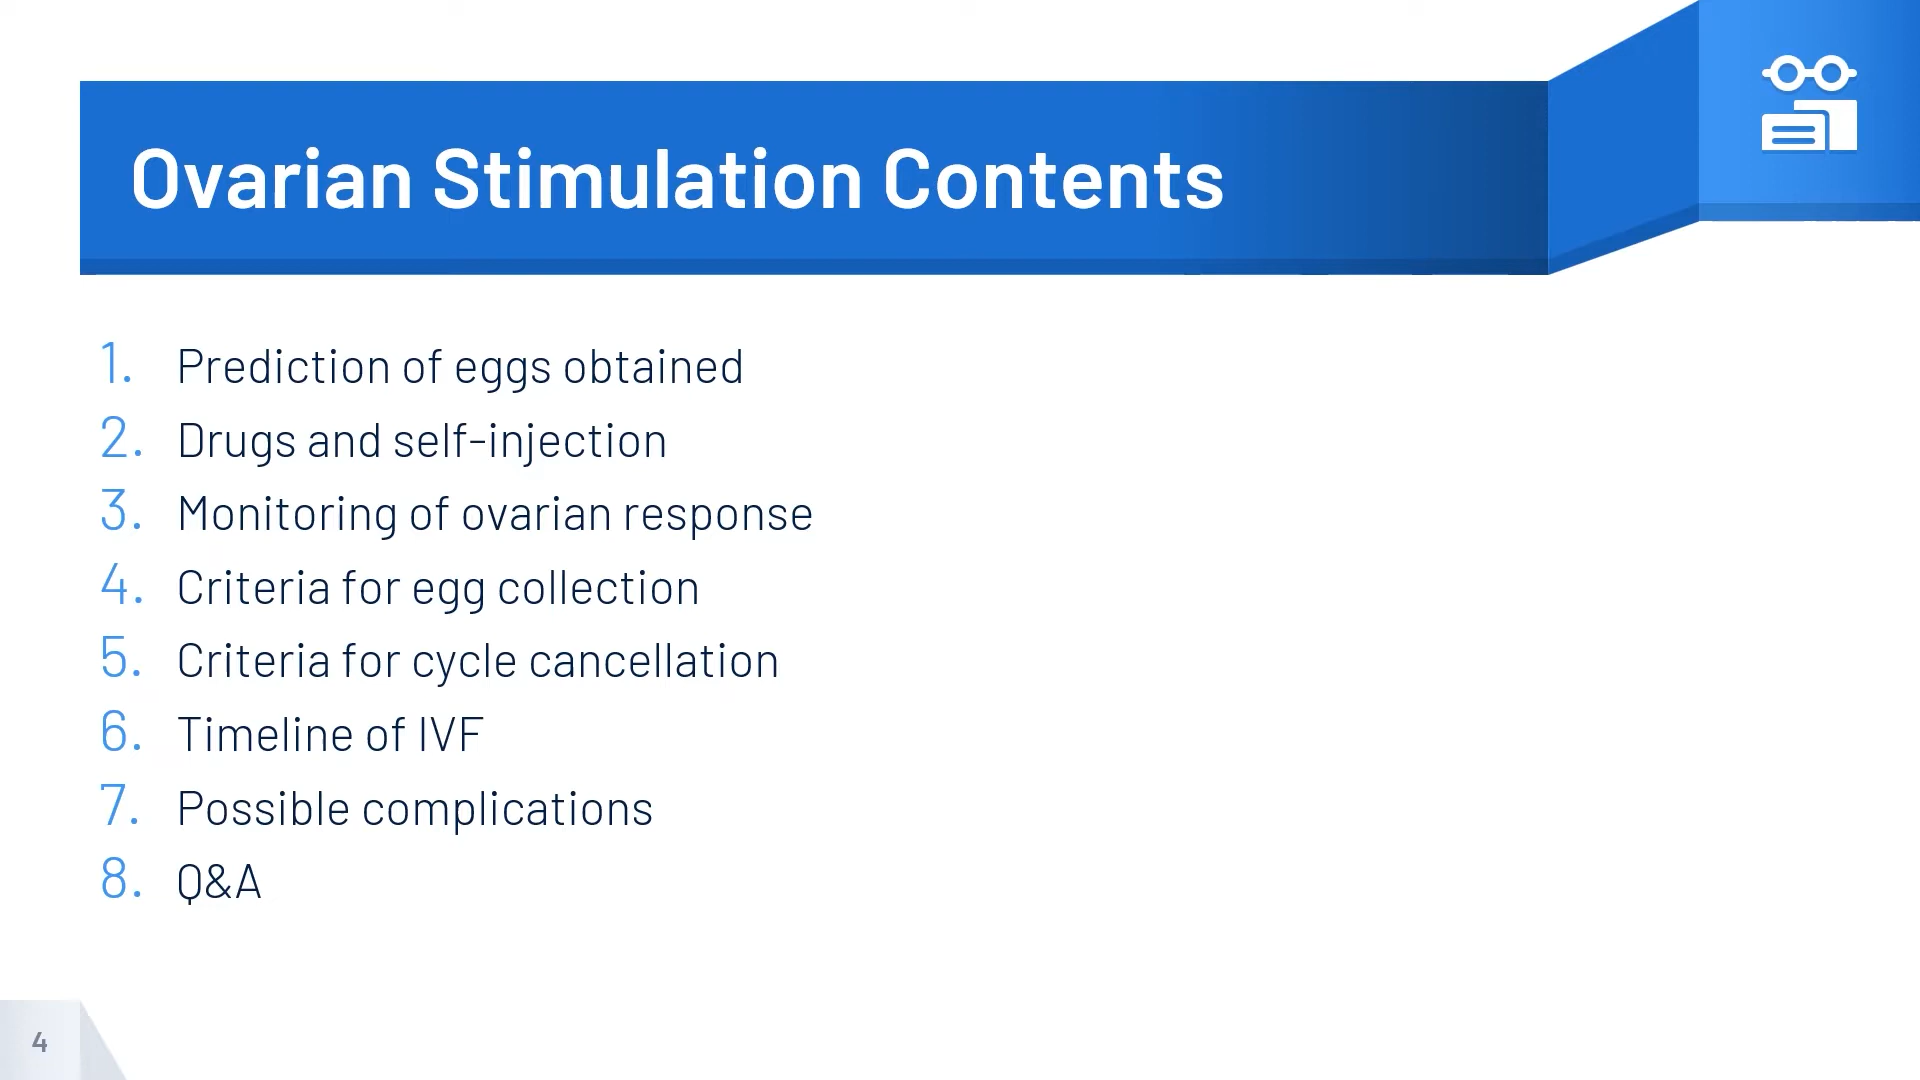 Ovarian Stimulation Contents
1. Prediction of eggs obtained
2. Drugs and self-injection
3. Monitoring of ovarian response
4. Criteria for egg collection
5. Criteria for cycle cancellation
6. Timeline of IVF
7. Possible complications
8. Q&A
4